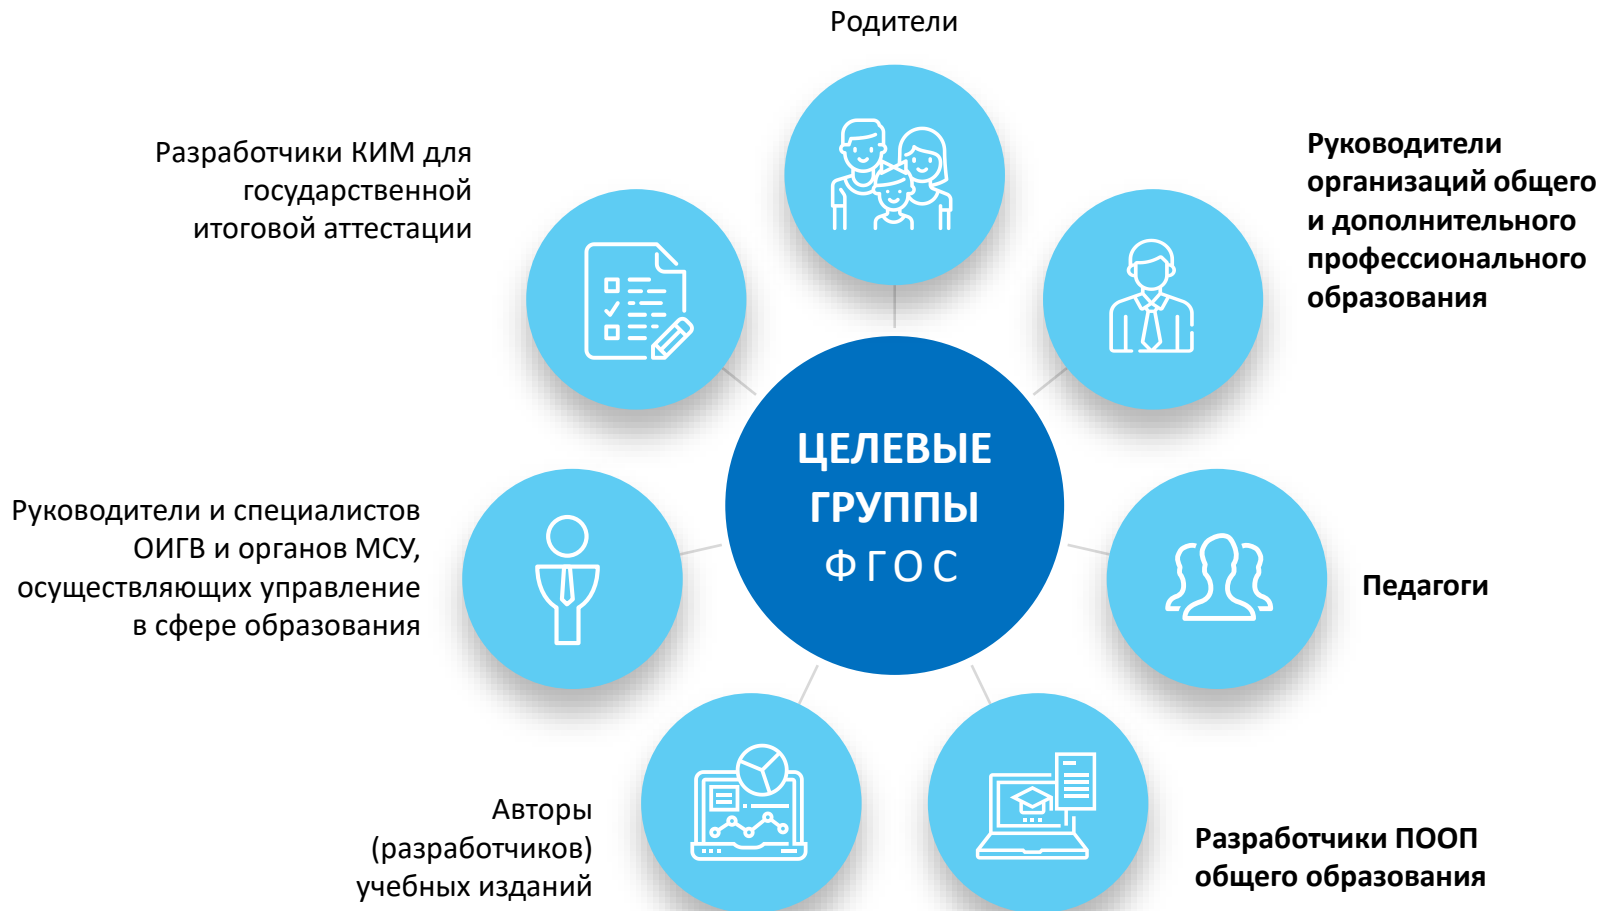 Родители
Разработчики КИМ для
государственной
итоговой аттестации
Руководители
организаций общего
и дополнительного
профессионального
образования
ЦЕЛЕВЫЕ
ГРУППЫ
ФГОС
Руководители и специалистов
ОИГВ и органов МСУ,
осуществляющих управление
в сфере образования
Педагоги
Авторы
(разработчиков)
учебных изданий
Разработчики ПООП
общего образования